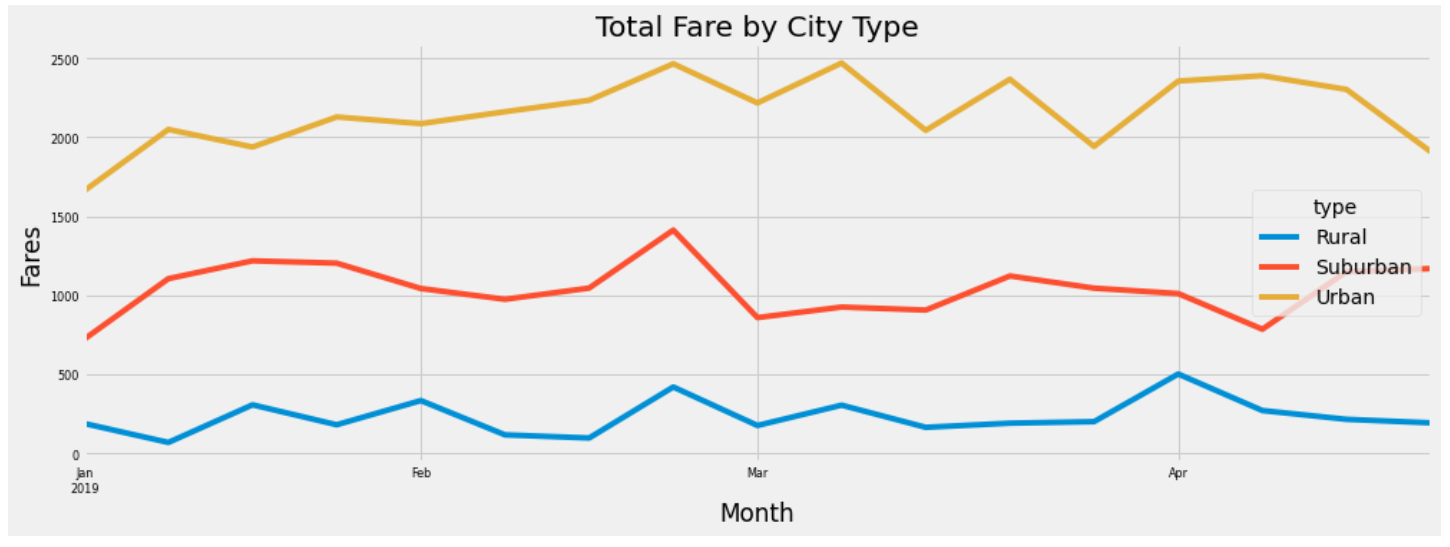 Total Fare by City Type
Fares
2500
2000
1500
1000
500
0
type
Rural
Suburban
Urban
Jan
2019
Feb
Mar
Apr
Month